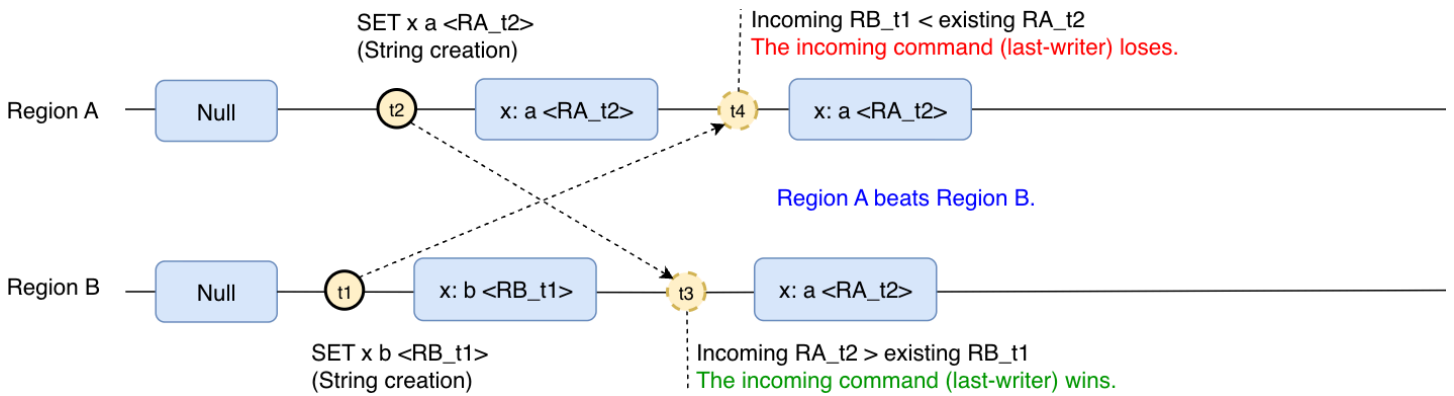 SET x a <RA_t2>
(String creation)
Incoming RB_t1 < existing RA_t2
The incoming command (last-writer) loses.
Region A
Null
t2
x: a <RA_t2>
t4
x: a <RA_t2>
Region A beats Region B.
Region B
Null
t1
x: b <RB_t1>
t3
x: a <RA_t2>
SET x b <RB_t1>
(String creation)
Incoming RA_t2 > existing RB_t1
The incoming command (last-writer) wins.